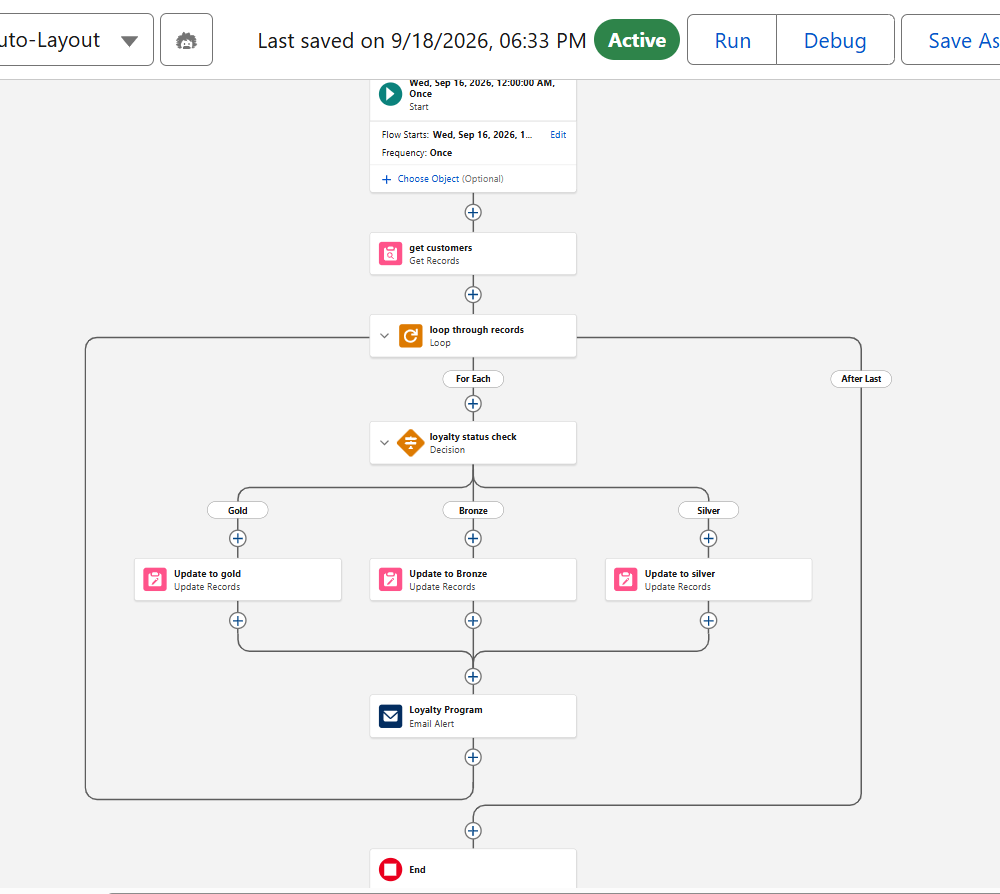 uto-Layout
Last saved on 9/18/2026, 06:33 PM
Active
Run
Debug
Save As
Wed, Sep 16, 2026, 12:00:00 AM,
Once
Start
Flow Starts: Wed, Sep 16, 2026, 1...
Edit
Frequency: Once
Choose Object (Optional)
get customers
Get Records
loop through records
Loop
For Each
After Last
loyalty status check
Decision
Gold
Bronze
Silver
Update to gold
Update Records
Update to Bronze
Update Records
Update to silver
Update Records
Loyalty Program
Email Alert
End